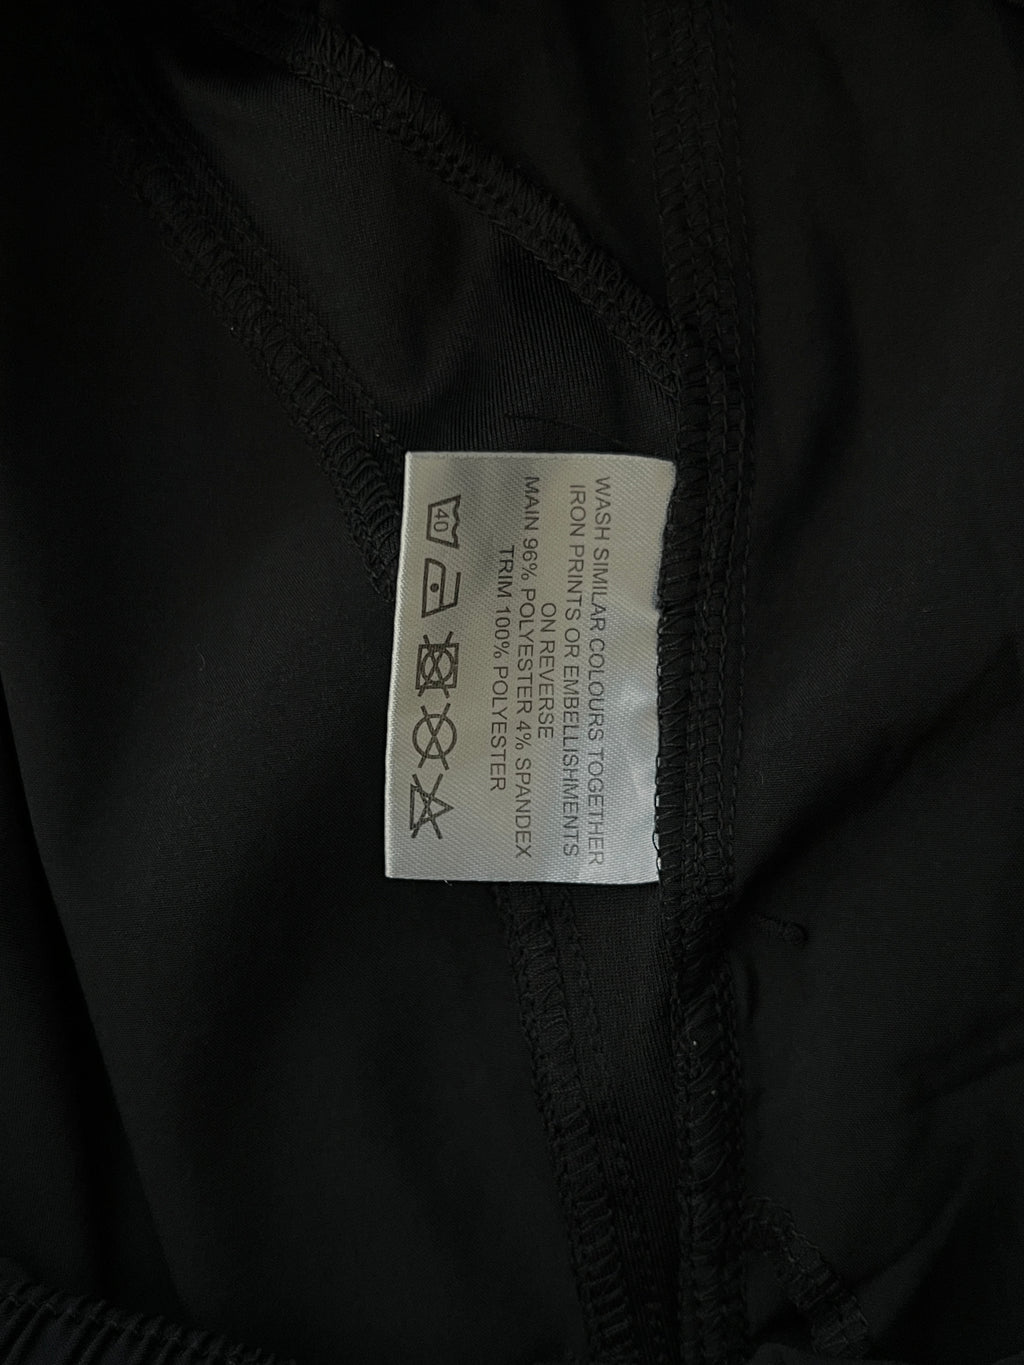 WASH SIMILAR COLOURS TOGETHER
IRON PRINTS OR EMBELLISHMENTS
ON REVERSE
MAIN 96% POLYESTER 4% SPANDEX
TRIM 100% POLYESTER
40